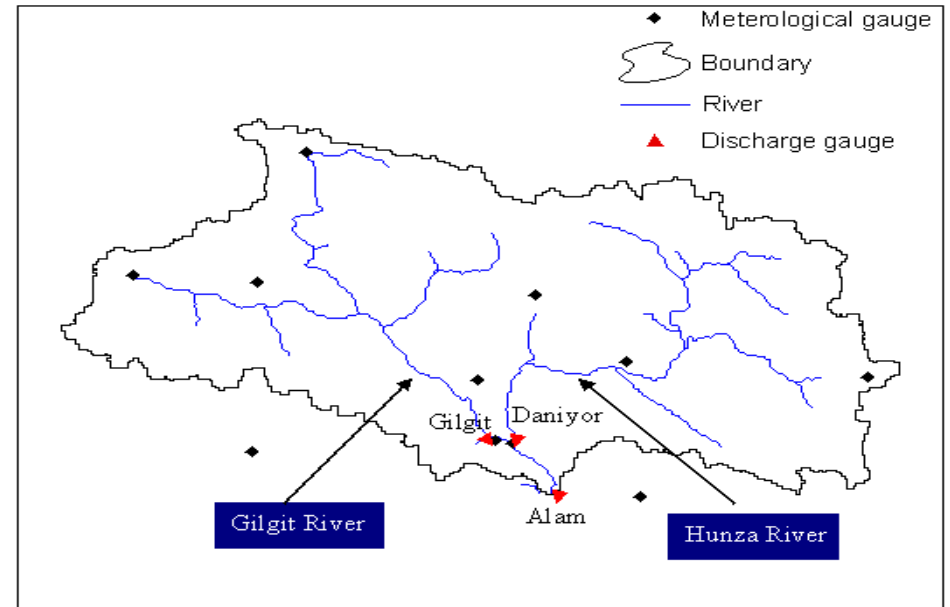 Meterological gauge
Boundary
River
Discharge gauge
Gilgit
Daniyor
Alam
Gilgit River
Hunza River